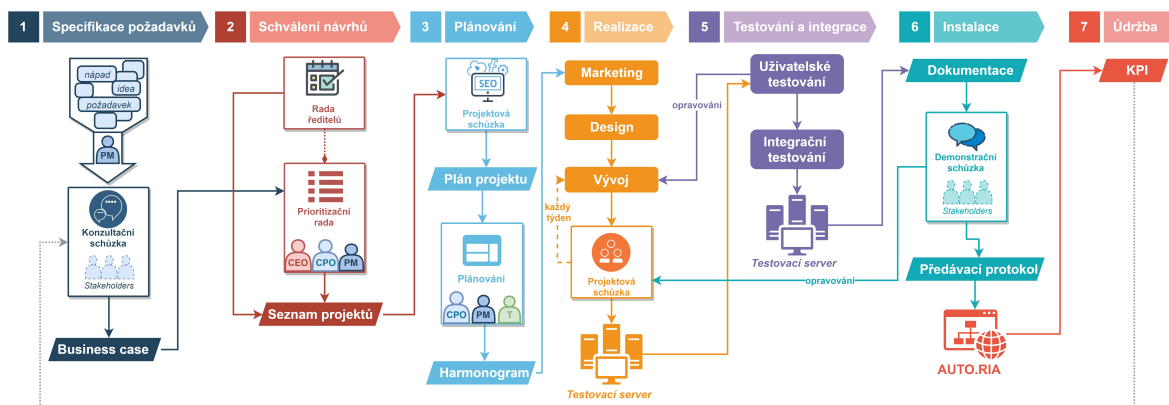 1 Specifikace požadavků
nápad
idea
požadavek
PM
Konzultační
schůzka
Stakeholders
Business case
2 Schválení návrhů
Rada
ředitelů
Prioritizační
rada
CEO CPO PM
Seznam projektů
3 Plánování
SEO
Projektová
schůzka
Plán projektu
Plánování
CPO PM T
Harmonogram
4 Realizace
Marketing
Design
Vývoj
každý
týden
Projektová
schůzka
Testovací server
5 Testování a integrace
Uživatelské
testování
opravování
Integrační
testování
Testovací server
6 Instalace
Dokumentace
Demonstrační
schůzka
Stakeholders
opravování
Předávací protokol
AUTO.RIA
7 Údržba
KPI